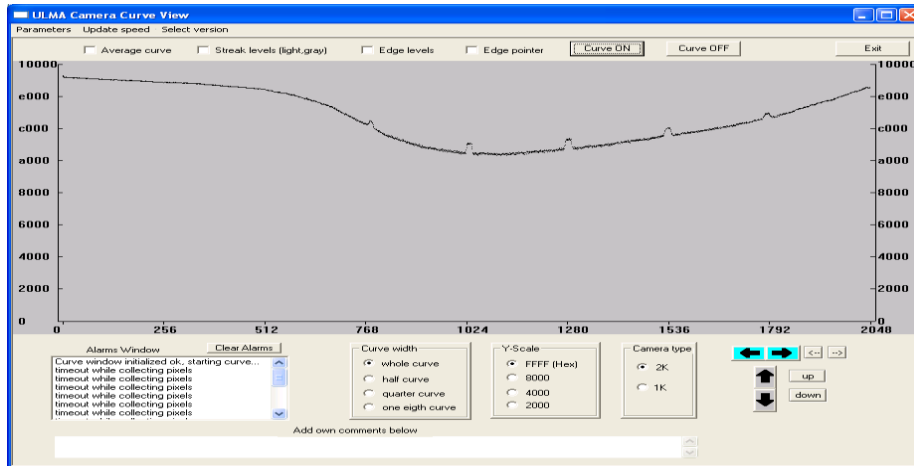 ULMA Camera Curve View
Parameters Update speed Select version
Average curve Streak levels (light,gray) Edge levels Edge pointer Curve ON Curve OFF Exit
10000 10000
e000 e000
c000 c000
a000 a000
8000 8000
6000 6000
4000 4000
2000 2000
0 0
0 256 512 768 1024 1280 1536 1792 2048
Alarms Window Clear Alarms Curve width Y-Scale Camera type
Curve window initialized ok, starting curve... whole curve FFFF (Hex) 2K <-- -->
timeout while collecting pixels
timeout while collecting pixels half curve 8000 1K up
timeout while collecting pixels quarter curve 4000 down
timeout while collecting pixels one eigth curve 2000
timeout while collecting pixels
Add own comments below